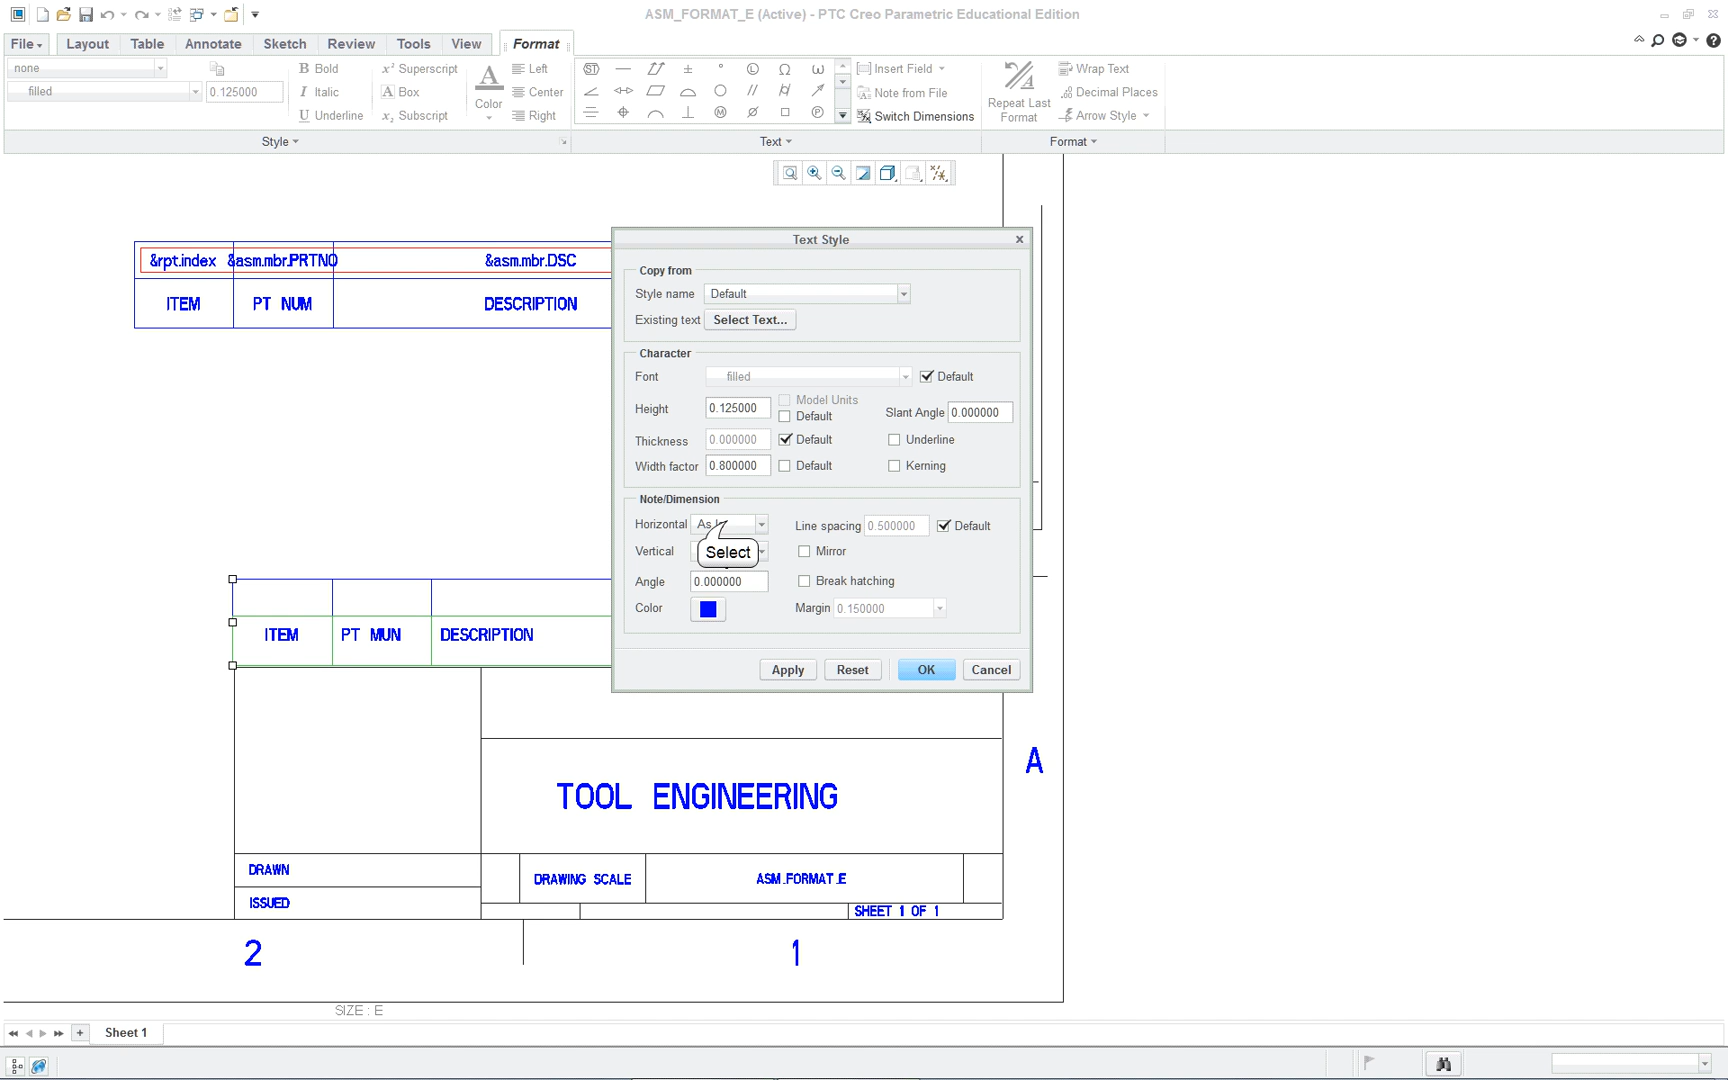 ASM_FORMAT_E (Active) - PTC Creo Parametric Educational Edition
File Layout Table Annotate Sketch Review Tools View Format
none
filled 0.125000
B Bold
I Italic
U Underline
x² Superscript
A Box
x₂ Subscript
A Color
Left
Center
Right
Insert Field
Note from File
Switch Dimensions
Repeat Last Format
Wrap Text
Decimal Places
Arrow Style
Style Text Format
&rpt.index &asm.mbr.PRTNO &asm.mbr.DSC
ITEM PT NUM DESCRIPTION
Text Style
Copy from
Style name Default
Existing text Select Text...
Character
Font filled Default
Height 0.125000 Model Units
Default
Slant Angle 0.000000
Thickness 0.000000 Default Underline
Width factor 0.800000 Default Kerning
Note/Dimension
Horizontal As Line spacing 0.500000 Default
Vertical Select Mirror
Angle 0.000000 Break hatching
Color Margin 0.150000
Apply Reset OK Cancel
ITEM PT MUN DESCRIPTION
A
TOOL ENGINEERING
DRAWN
ISSUED
DRAWING SCALE ASM_FORMAT_E
SHEET 1 OF 1
2 1
SIZE : E
Sheet 1